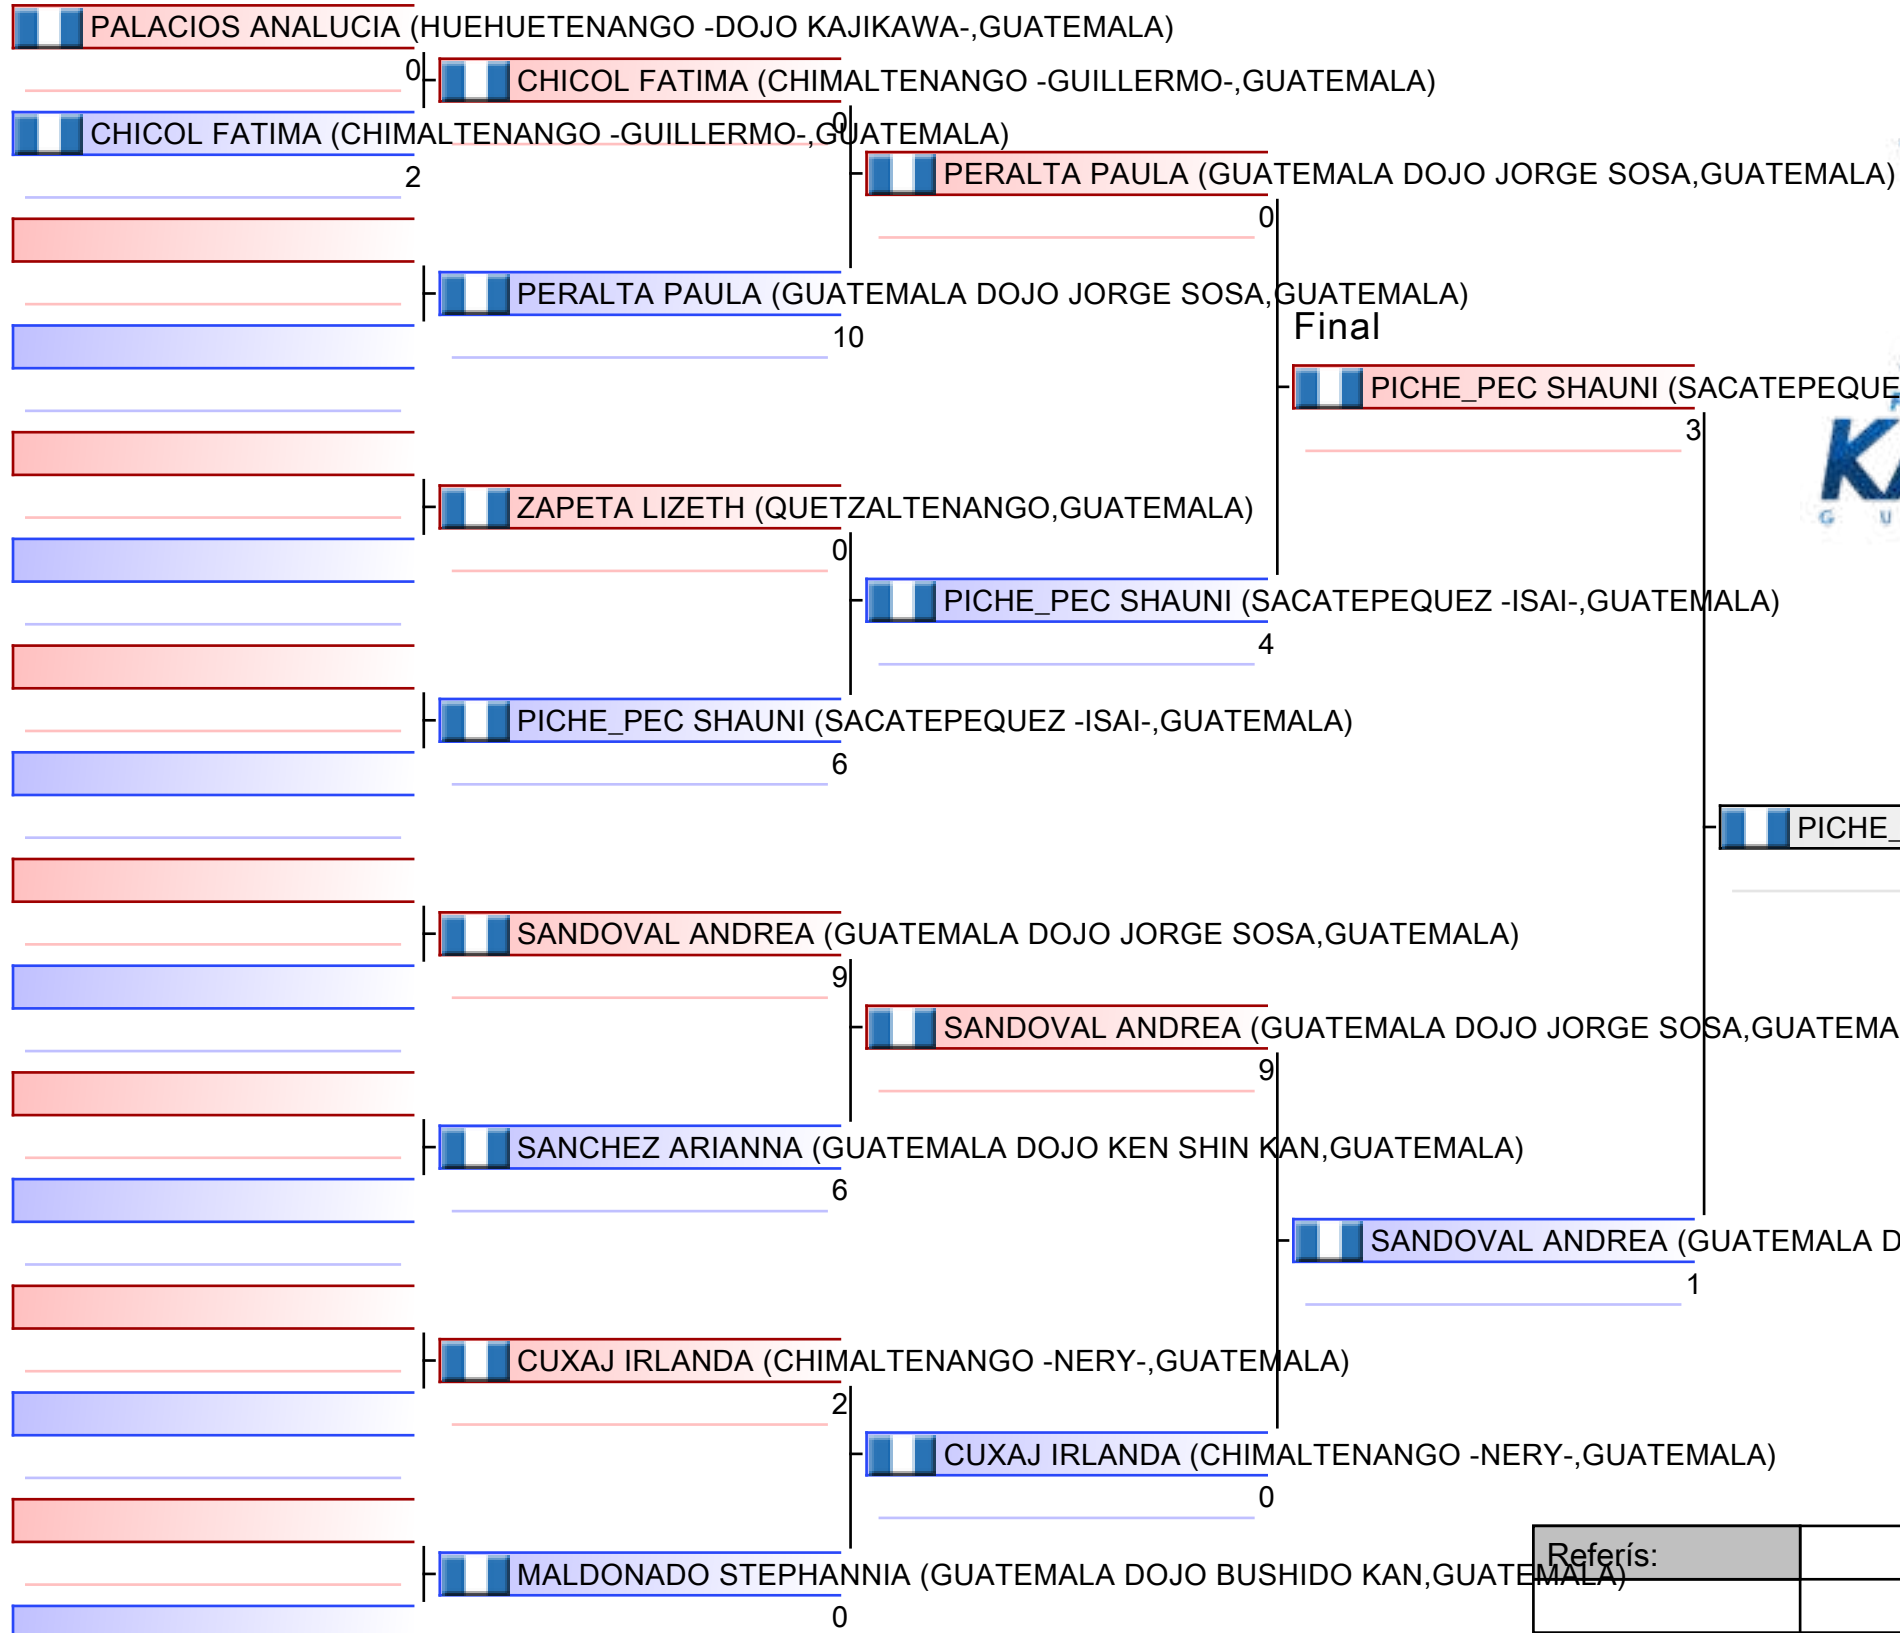 PALACIOS ANALUCIA (HUEHUETENANGO -DOJO KAJIKAWA-,GUATEMALA)
0
CHICOL FATIMA (CHIMALTENANGO -GUILLERMO-,GUATEMALA)
CHICOL FATIMA (CHIMALTENANGO -GUILLERMO-,GUATEMALA)
0
2
PERALTA PAULA (GUATEMALA DOJO JORGE SOSA,GUATEMALA)
0
PERALTA PAULA (GUATEMALA DOJO JORGE SOSA,GUATEMALA)
10
Final
PICHE_PEC SHAUNI (SACATEPEQUE
3
KA
G U
ZAPETA LIZETH (QUETZALTENANGO,GUATEMALA)
0
PICHE_PEC SHAUNI (SACATEPEQUEZ -ISAI-,GUATEMALA)
4
PICHE_PEC SHAUNI (SACATEPEQUEZ -ISAI-,GUATEMALA)
6
PICHE_
SANDOVAL ANDREA (GUATEMALA DOJO JORGE SOSA,GUATEMALA)
9
SANDOVAL ANDREA (GUATEMALA DOJO JORGE SOSA,GUATEMA
9
SANCHEZ ARIANNA (GUATEMALA DOJO KEN SHIN KAN,GUATEMALA)
6
SANDOVAL ANDREA (GUATEMALA D
1
CUXAJ IRLANDA (CHIMALTENANGO -NERY-,GUATEMALA)
2
CUXAJ IRLANDA (CHIMALTENANGO -NERY-,GUATEMALA)
0
Referís:
MALDONADO STEPHANNIA (GUATEMALA DOJO BUSHIDO KAN,GUATEMALA)
0